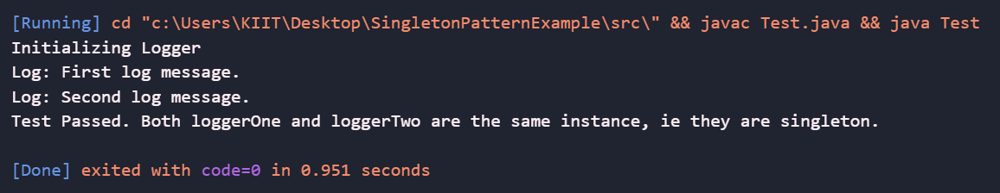 [Running] cd "c:\Users\KIIT\Desktop\SingletonPatternExample\src\" && javac Test.java && java Test
Initializing Logger
Log: First log message.
Log: Second log message.
Test Passed. Both loggerOne and loggerTwo are the same instance, ie they are singleton.
[Done] exited with code=0 in 0.951 seconds